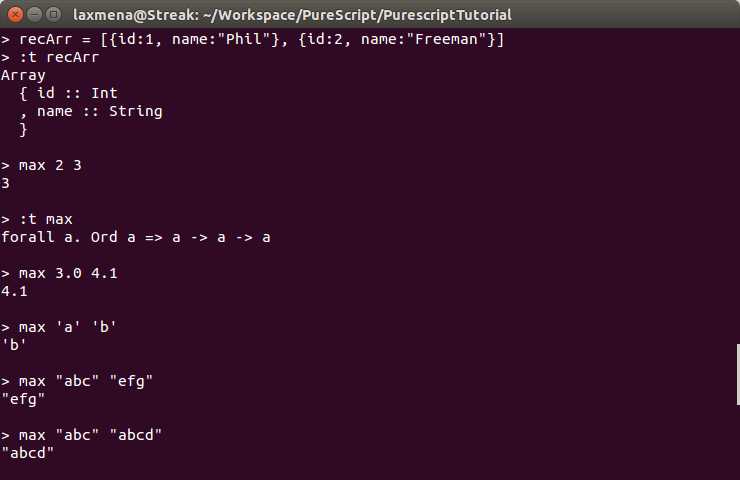 laxmena@Streak: ~/Workspace/PureScript/PurescriptTutorial
> recArr = [{id:1, name:"Phil"}, {id:2, name:"Freeman"}]
> :t recArr
Array
  { id :: Int
  , name :: String
  }
> max 2 3
3
> :t max
forall a. Ord a => a -> a -> a
> max 3.0 4.1
4.1
> max 'a' 'b'
'b'
> max "abc" "efg"
"efg"
> max "abc" "abcd"
"abcd"